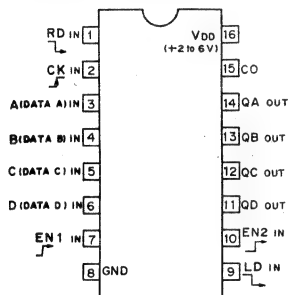 RD IN 1
CK IN 2
A(DATA A) IN 3
B(DATA B) IN 4
C(DATA C) IN 5
D(DATA D) IN 6
EN1 IN 7
8 GND
VDD 16
(+2 to 6V)
15 CO
14 QA OUT
13 QB OUT
12 QC OUT
11 QD OUT
10 EN2 IN
9 LD IN